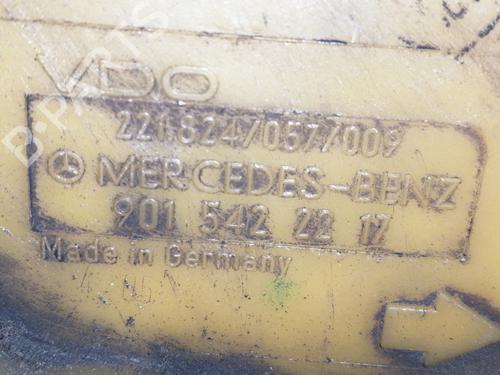 VDO
221.824/057/009
MERCEDES-BENZ
901 542 22 17
Made in Germany